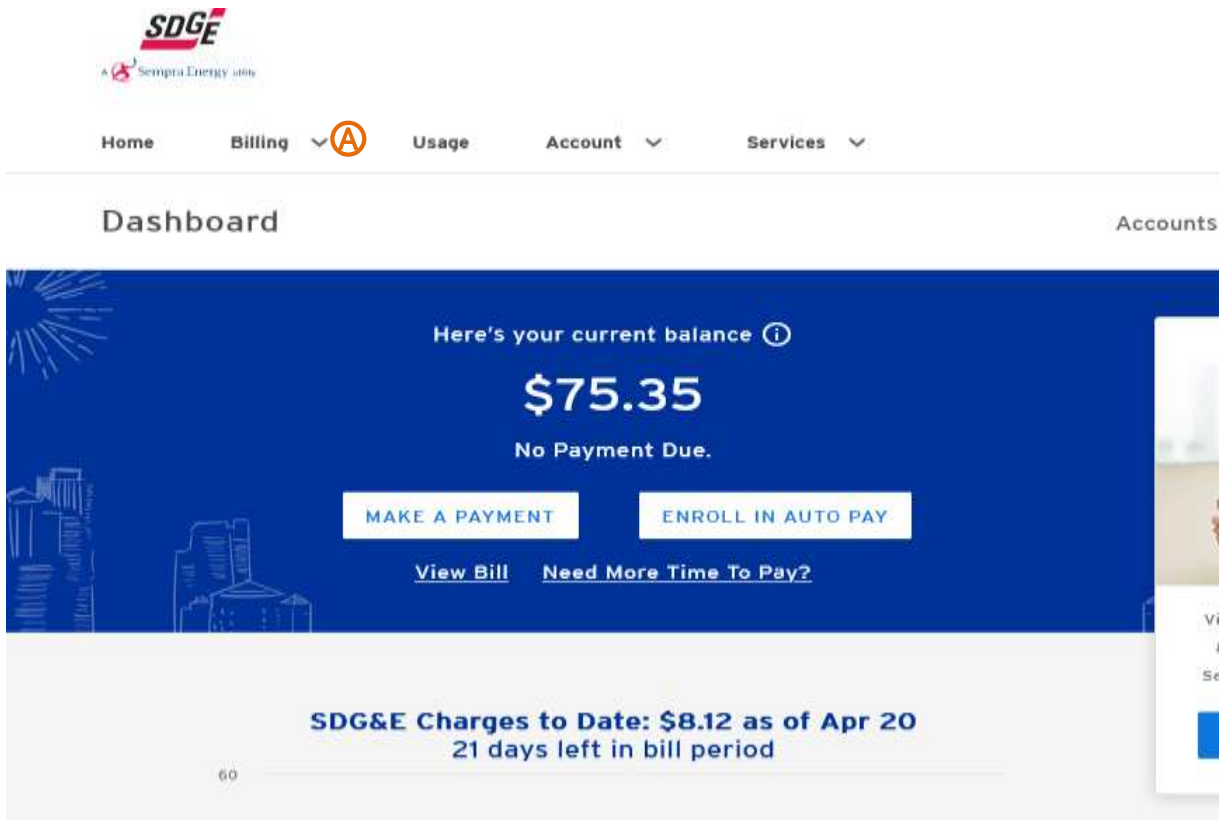 SDGE
A Sempra Energy utility
Home Billing A Usage Account Services
Dashboard Accounts
Here's your current balance
$75.35
No Payment Due.
MAKE A PAYMENT ENROLL IN AUTO PAY
View Bill Need More Time To Pay?
SDG&E Charges to Date: $8.12 as of Apr 20
21 days left in bill period
60